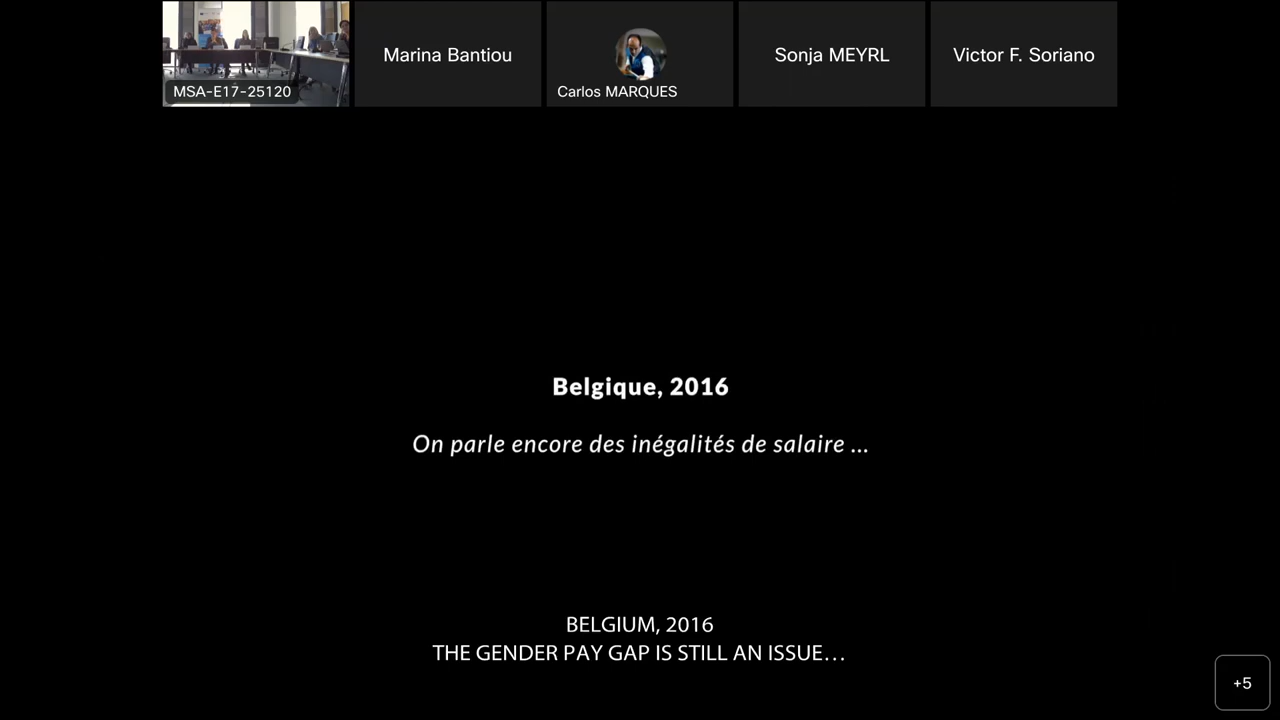 MSA-E17-25120
Marina Bantiou
Carlos MARQUES
Sonja MEYRL
Victor F. Soriano
Belgique, 2016
On parle encore des inégalités de salaire ...
BELGIUM, 2016
THE GENDER PAY GAP IS STILL AN ISSUE...
+5